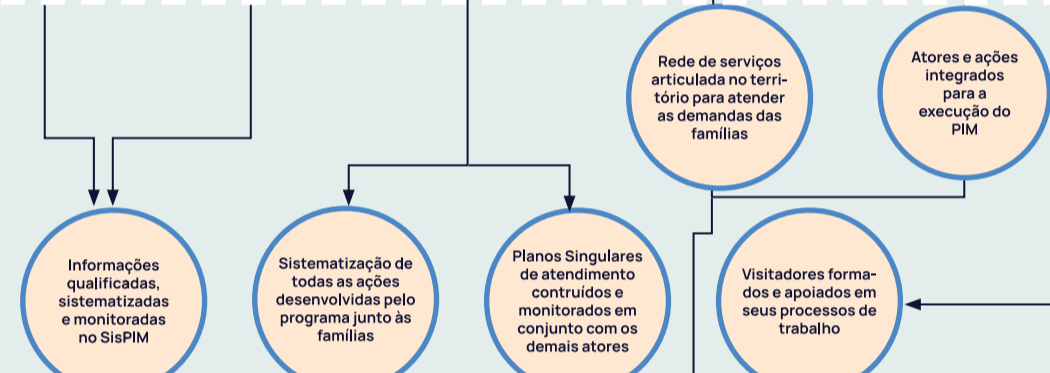 Rede de serviços
articulada no terri-
tório para atender
as demandas das
famílias
Atores e ações
integrados
para a
execução do
PIM
Informações
qualificadas,
sistematizadas
e monitoradas
no SisPIM
Sistematização de
todas as ações
desenvolvidas pelo
programa junto às
famílias
Planos Singulares
de atendimento
contruídos e
monitorados em
conjunto com os
demais atores
Visitadores forma-
dos e apoiados em
seus processos de
trabalho